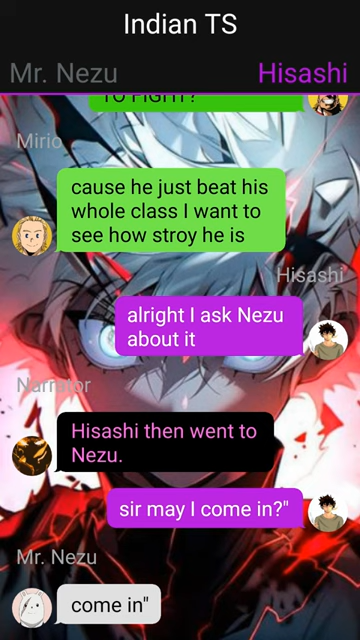 Indian TS
Mr. Nezu
Hisashi
TO FIGHT?
Mirio
cause he just beat his
whole class I want to
see how stroy he is
Hisashi
alright I ask Nezu
about it
Narrator
Hisashi then went to
Nezu.
sir may I come in?"
Mr. Nezu
come in"